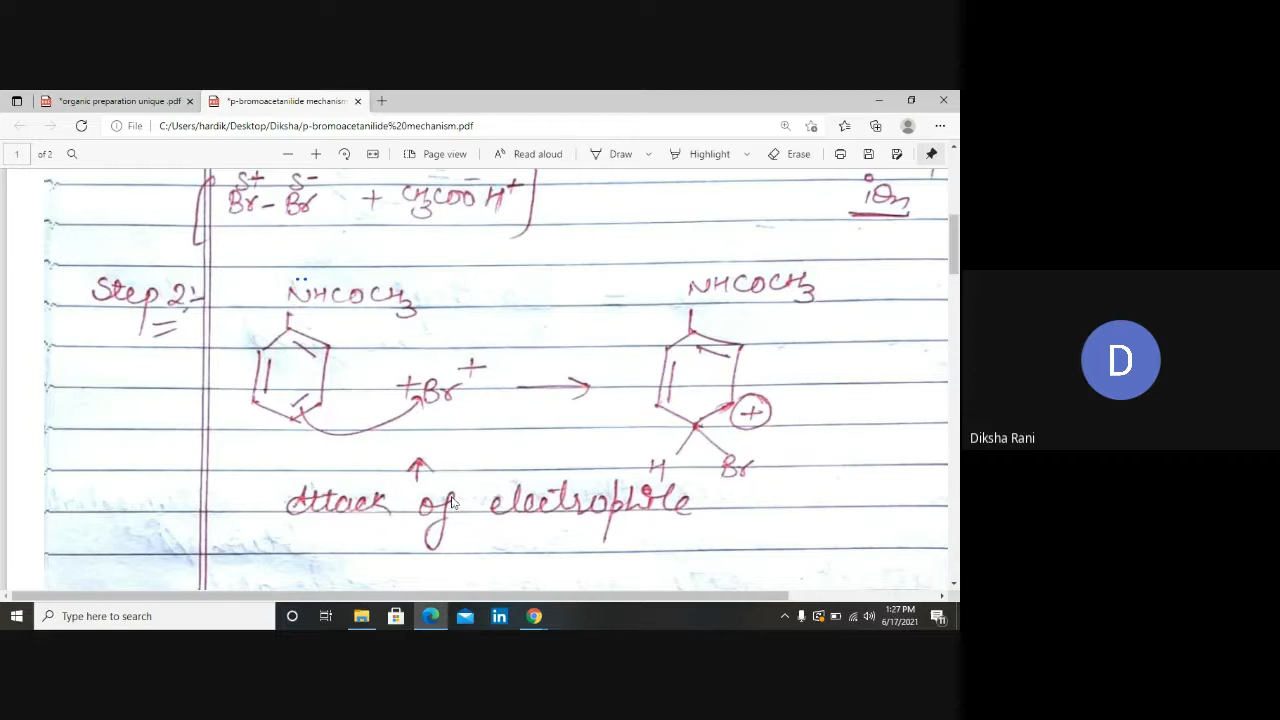 *organic preparation unique .pdf
*p-bromoacetanilide mechanism
File
C:/Users/hardik/Desktop/Diksha/p-bromoacetanilide%20mechanism.pdf
1 of 2
Page view
Read aloud
Draw
Highlight
Erase
δ+ δ-
Br - Br + CH3COO H+
ion
Step 2:-
NHCOCH3
NHCOCH3
+ Br+
+
H Br
Attack of electrophile
D
Diksha Rani
Type here to search
1:27 PM
6/17/2021
11